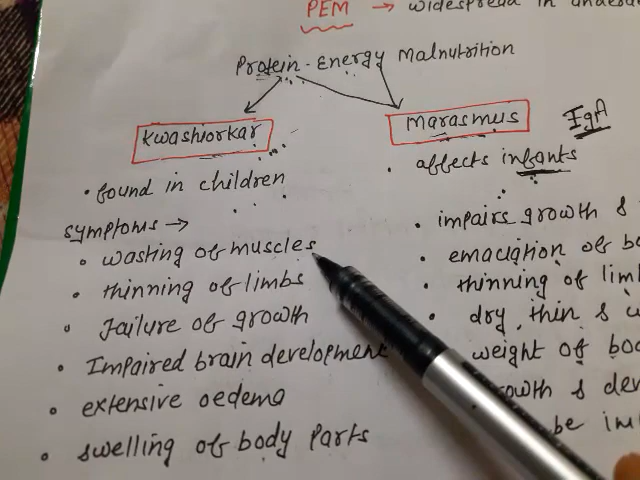 PEM → widespread in
Protein-Energy Malnutrition
Kwashiorkar
Marasmus
IgA
• found in children
• affects infants
symptoms →
• wasting of muscles
• thinning of limbs
• Failure of growth
• Impaired brain development
• extensive oedema
• swelling of body parts
• impairs growth &
• emaciation of
• thinning of
• dry, thin &
weight of
growth &
be